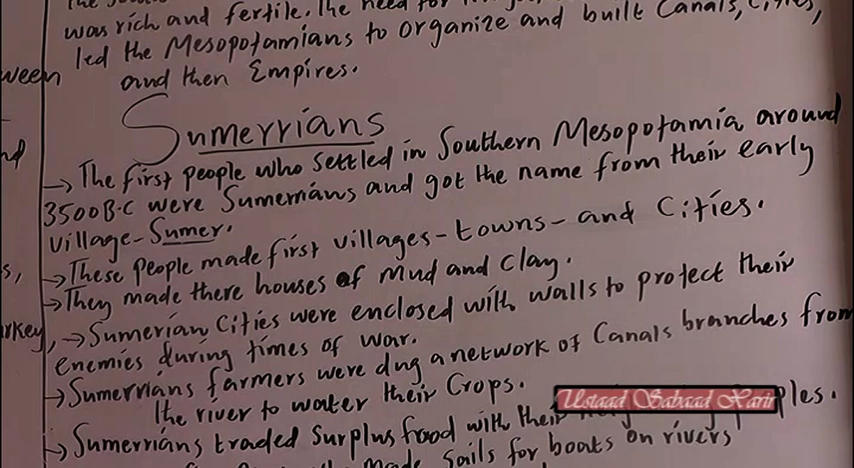 was rich and fertile. The need for
led the Mesopotamians to organize and built Canals, Cities,
ween
and then Empires.
Sumerrians
→ The first people who settled in Southern Mesopotamia around
3500B.C were Sumerrians and got the name from their early
village-Sumer.
→ These people made first villages-towns-and Cities.
→ They made there houses of Mud and Clay.
→ Sumerian Cities were enclosed with walls to protect their
enemies during times of war.
→ Sumerrians farmers were dug a network of Canals branches from
the river to water their Crops.
→ Sumerrians traded Surplus food with their
made Sails for boats on rivers
Ustaad Sabaad Harir